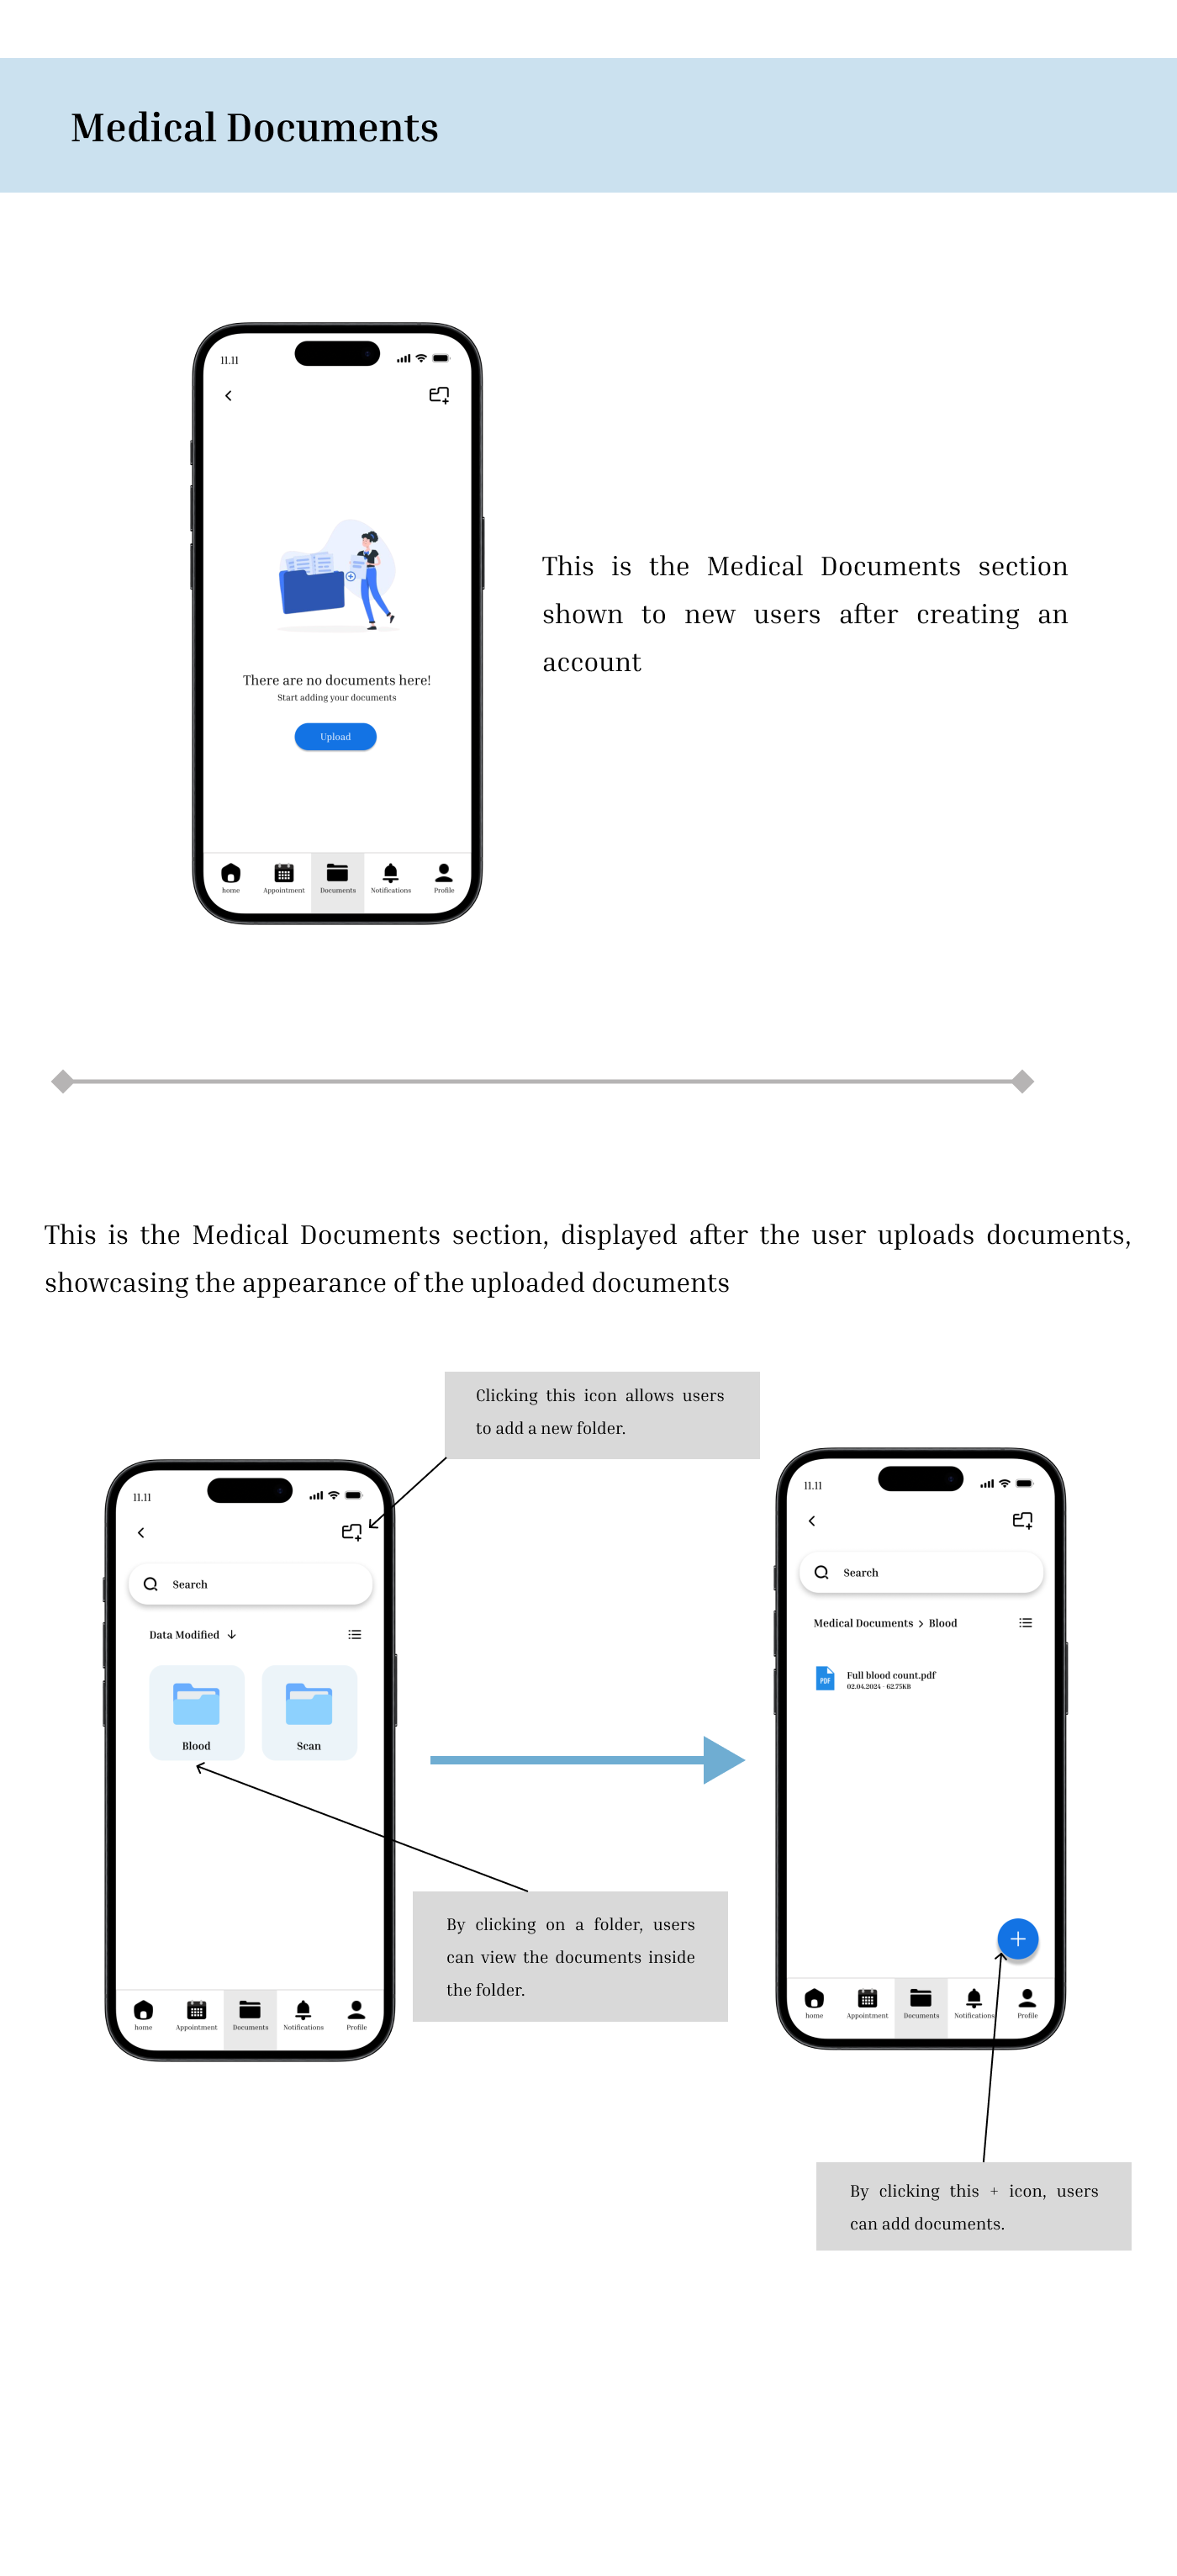 Medical Documents
11.11
This is the Medical Documents section
shown to new users after creating an
account
There are no documents here!
Start adding your documents
Upload
home Appointment Documents Notifications Profile
This is the Medical Documents section, displayed after the user uploads documents,
showcasing the appearance of the uploaded documents
Clicking this icon allows users
to add a new folder.
11.11
Search
Data Modified
Blood Scan
By clicking on a folder, users
can view the documents inside
the folder.
home Appointment Documents Notifications Profile
11.11
Search
Medical Documents > Blood
PDF
Full blood count.pdf
02.04.2024 - 62.75KB
+
home Appointment Documents Notifications Profile
By clicking this + icon, users
can add documents.